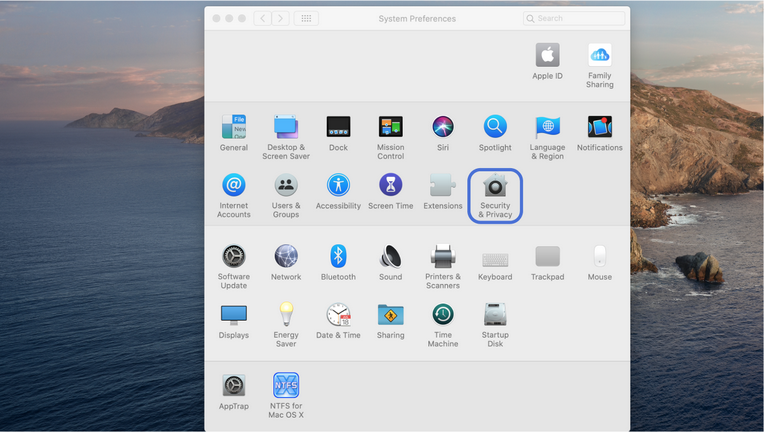 System Preferences
Search
Apple ID
Family
Sharing
File
New
General
Desktop &
Screen Saver
Dock
Mission
Control
Siri
Spotlight
Language
& Region
Notifications
@
Internet
Accounts
Users &
Groups
Accessibility
Screen Time
Extensions
Security
& Privacy
Software
Update
Network
Bluetooth
Sound
Printers &
Scanners
Keyboard
Trackpad
Mouse
Displays
Energy
Saver
18
Date & Time
Sharing
Time
Machine
Startup
Disk
AppTrap
NTFS
NTFS for
Mac OS X